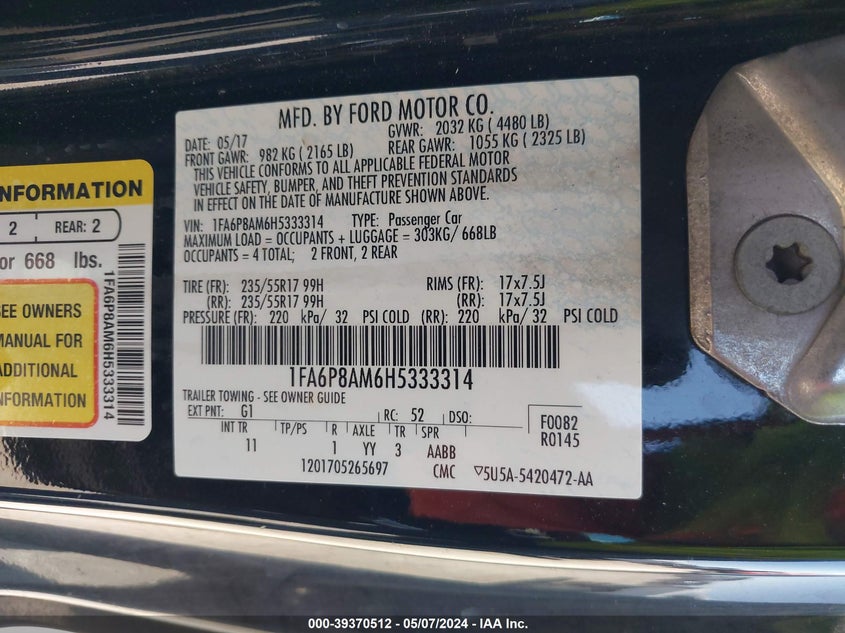 NFORMATION
2 REAR: 2
or 668 lbs.
SEE OWNERS
MANUAL FOR
ADDITIONAL
INFORMATION
1FA6P8AM6H5333314
MFD. BY FORD MOTOR CO.
DATE: 05/17 GVWR: 2032 KG ( 4480 LB)
FRONT GAWR: 982 KG ( 2165 LB) REAR GAWR: 1055 KG ( 2325 LB)
THIS VEHICLE CONFORMS TO ALL APPLICABLE FEDERAL MOTOR
VEHICLE SAFETY, BUMPER, AND THEFT PREVENTION STANDARDS
IN EFFECT ON THE DATE OF MANUFACTURE SHOWN ABOVE.
VIN: 1FA6P8AM6H5333314 TYPE: Passenger Car
MAXIMUM LOAD = OCCUPANTS + LUGGAGE = 303KG/ 668LB
OCCUPANTS = 4 TOTAL; 2 FRONT, 2 REAR
TIRE (FR): 235/55R17 99H RIMS (FR): 17x7.5J
(RR): 235/55R17 99H (RR): 17x7.5J
PRESSURE (FR): 220 kPa/ 32 PSI COLD (RR): 220 kPa/ 32 PSI COLD
1FA6P8AM6H5333314
TRAILER TOWING - SEE OWNER GUIDE
EXT PNT: G1 RC: 52 DSO: F0082
INT TR TP/PS R AXLE TR SPR R0145
11 1 YY 3 AABB
1201705265697 CMC ▽5U5A-5420472-AA
000-39370512 - 05/07/2024 - IAA Inc.